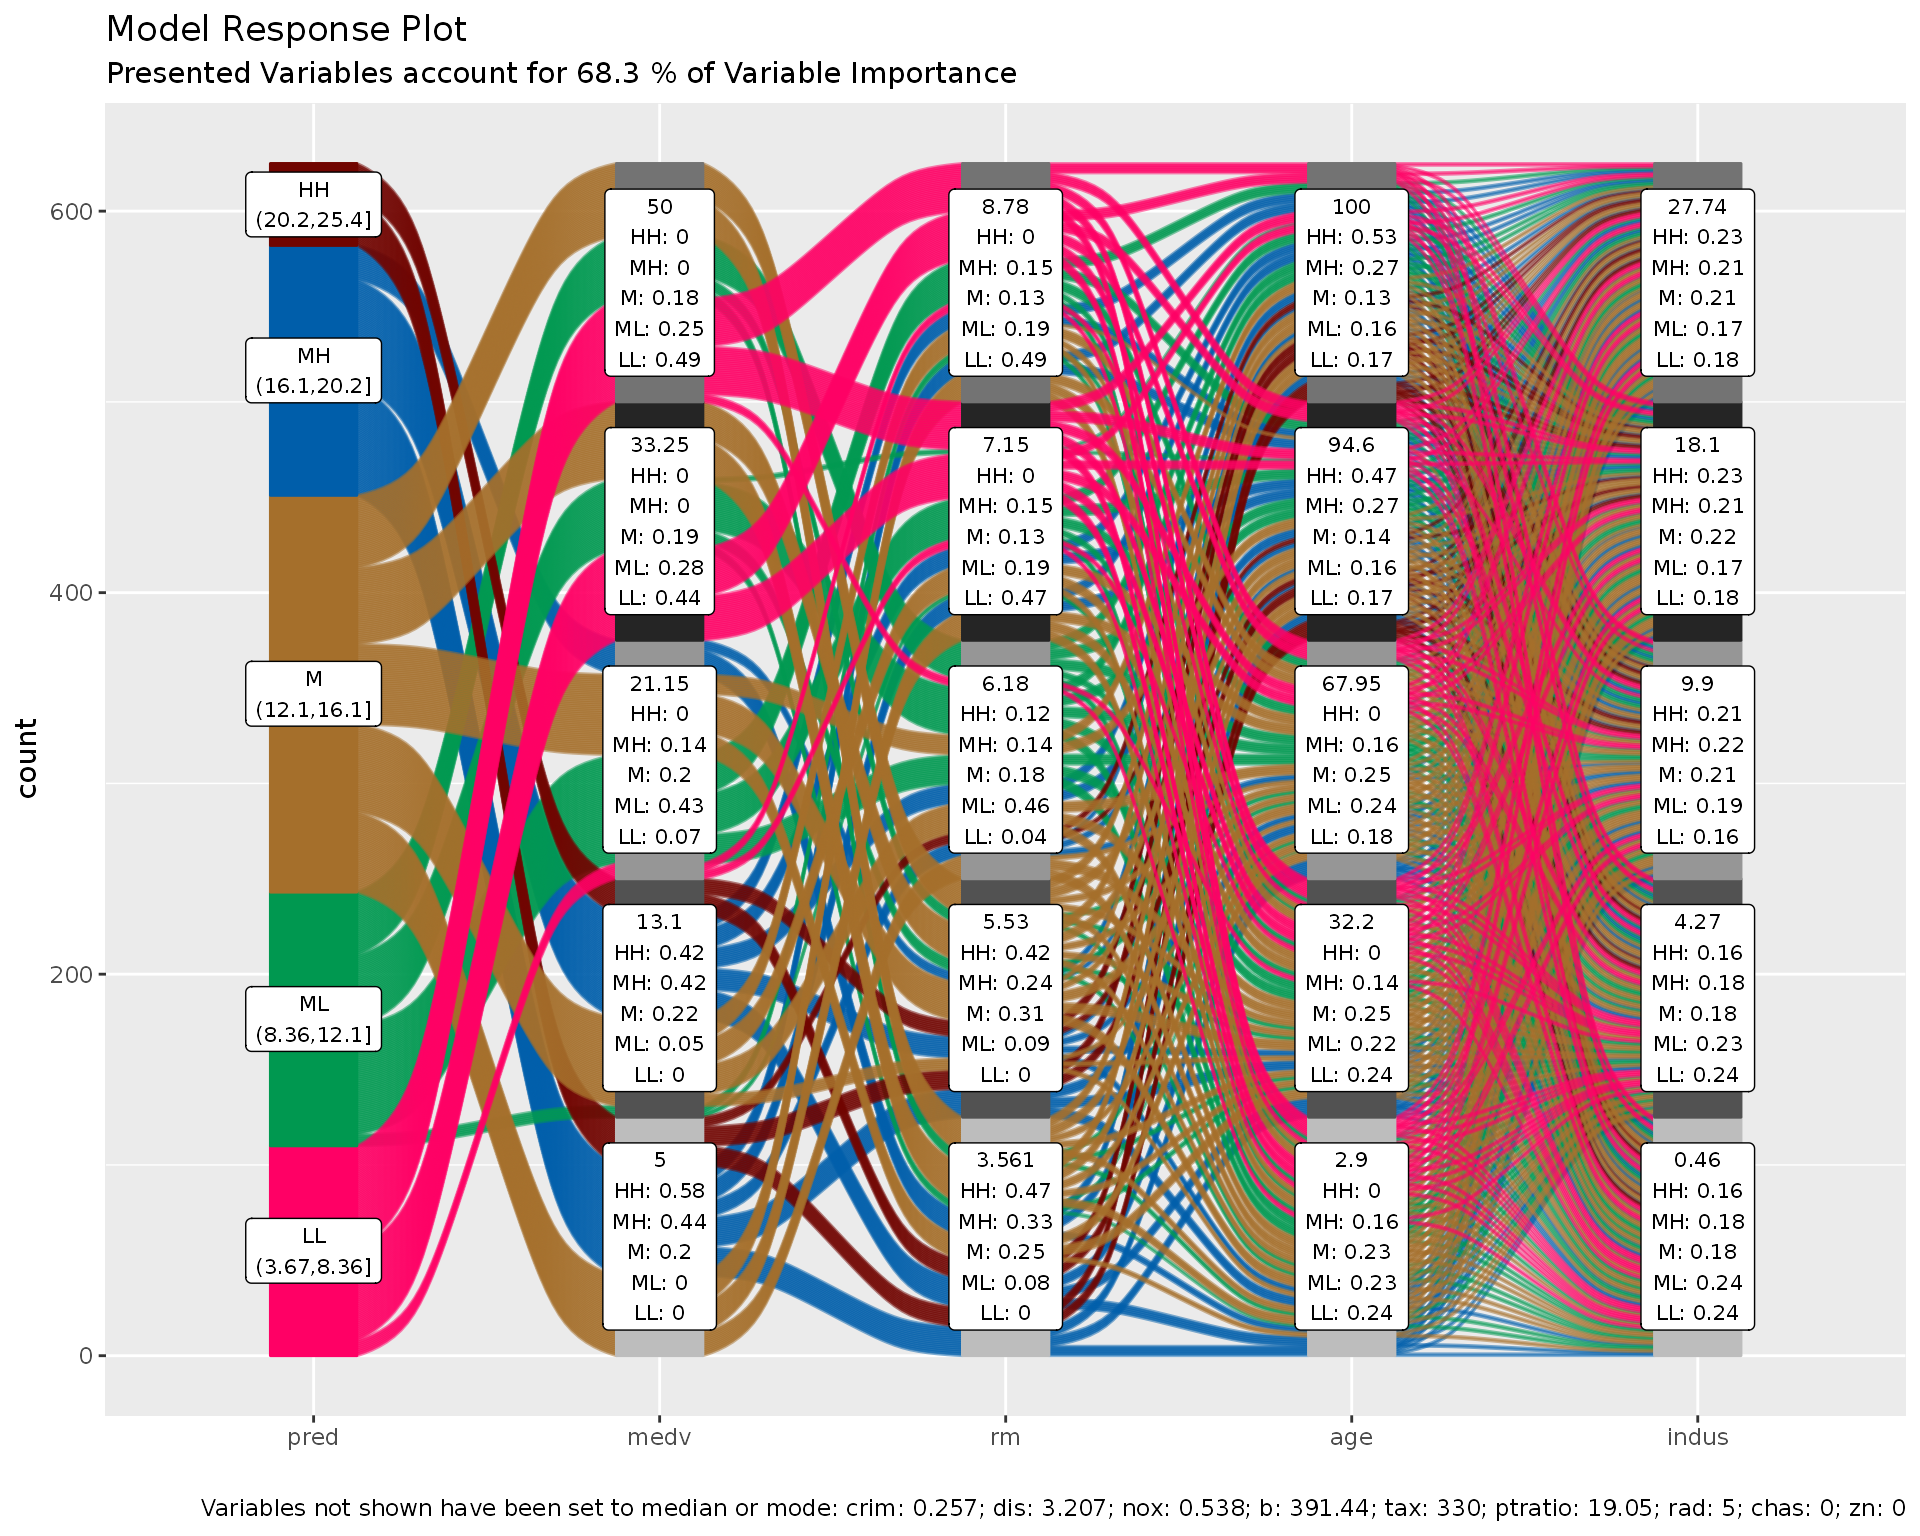 Model Response Plot
Presented Variables account for 68.3 % of Variable Importance
count
600
400
200
0
HH
(20.2,25.4]
MH
(16.1,20.2]
M
(12.1,16.1]
ML
(8.36,12.1]
LL
(3.67,8.36]
50
HH: 0
MH: 0
M: 0.18
ML: 0.25
LL: 0.49
33.25
HH: 0
MH: 0
M: 0.19
ML: 0.28
LL: 0.44
21.15
HH: 0
MH: 0.14
M: 0.2
ML: 0.43
LL: 0.07
13.1
HH: 0.42
MH: 0.42
M: 0.22
ML: 0.05
LL: 0
5
HH: 0.58
MH: 0.44
M: 0.2
ML: 0
LL: 0
8.78
HH: 0
MH: 0.15
M: 0.13
ML: 0.19
LL: 0.49
7.15
HH: 0
MH: 0.15
M: 0.13
ML: 0.19
LL: 0.47
6.18
HH: 0.12
MH: 0.14
M: 0.18
ML: 0.46
LL: 0.04
5.53
HH: 0.42
MH: 0.24
M: 0.31
ML: 0.09
LL: 0
3.561
HH: 0.47
MH: 0.33
M: 0.25
ML: 0.08
LL: 0
100
HH: 0.53
MH: 0.27
M: 0.13
ML: 0.16
LL: 0.17
94.6
HH: 0.47
MH: 0.27
M: 0.14
ML: 0.16
LL: 0.17
67.95
HH: 0
MH: 0.16
M: 0.25
ML: 0.24
LL: 0.18
32.2
HH: 0
MH: 0.14
M: 0.25
ML: 0.22
LL: 0.24
2.9
HH: 0
MH: 0.16
M: 0.23
ML: 0.23
LL: 0.24
27.74
HH: 0.23
MH: 0.21
M: 0.21
ML: 0.17
LL: 0.18
18.1
HH: 0.23
MH: 0.21
M: 0.22
ML: 0.17
LL: 0.18
9.9
HH: 0.21
MH: 0.22
M: 0.21
ML: 0.19
LL: 0.16
4.27
HH: 0.16
MH: 0.18
M: 0.18
ML: 0.23
LL: 0.24
0.46
HH: 0.16
MH: 0.18
M: 0.18
ML: 0.24
LL: 0.24
pred
medv
rm
age
indus
Variables not shown have been set to median or mode: crim: 0.257; dis: 3.207; nox: 0.538; b: 391.44; tax: 330; ptratio: 19.05; rad: 5; chas: 0; zn: 0